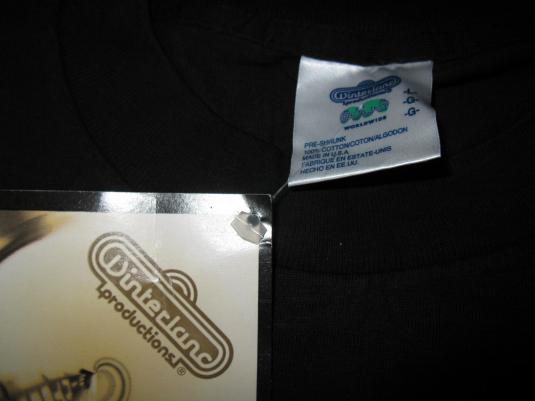 Winterland
productions
WORLDWIDE
-L-
-G-
-G-
PRE-SHRUNK
100% COTTON/COTON/ALGODON
MADE IN U.S.A.
FABRIQUE EN ESTATE-UNIS
HECHO EN EE.UU.
Winterland
productions®